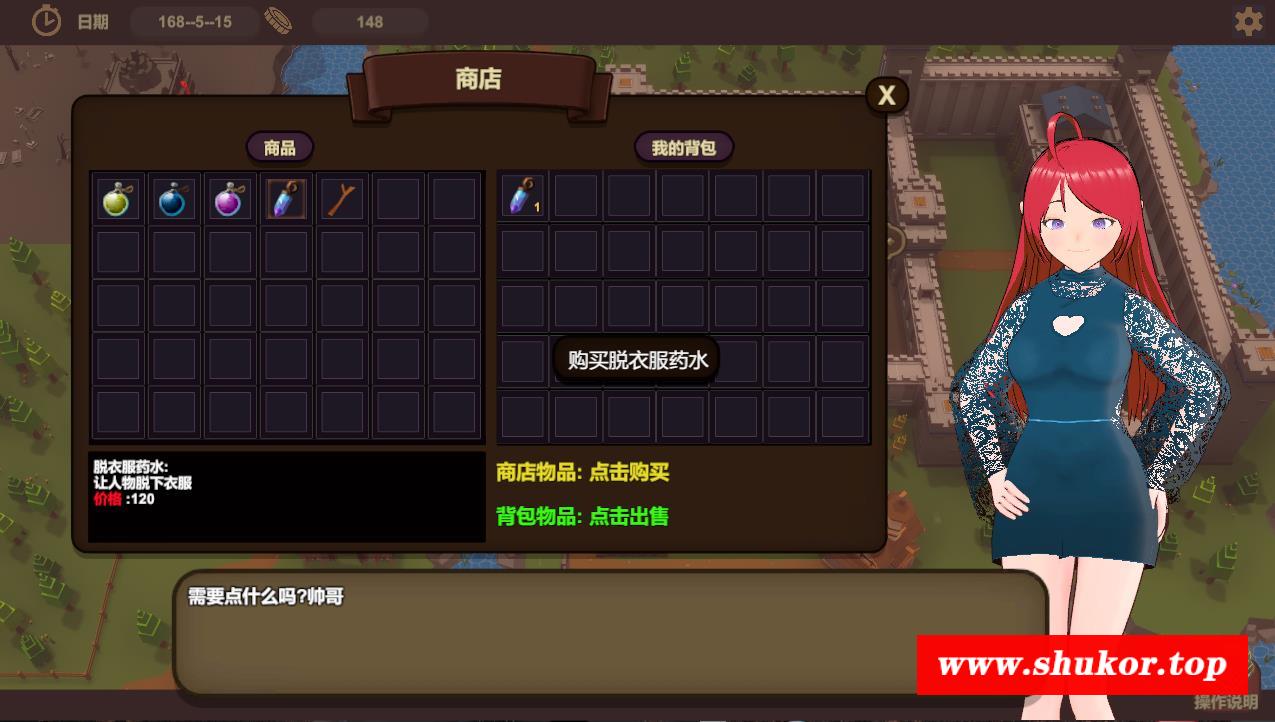 日期 168--5--15 148
商店
X
商品
我的背包
1
购买脱衣服药水
脱衣服药水:
让人物脱下衣服
价格 :120
商店物品: 点击购买
背包物品: 点击出售
需要点什么吗?帅哥
www.shukor.top
操作说明